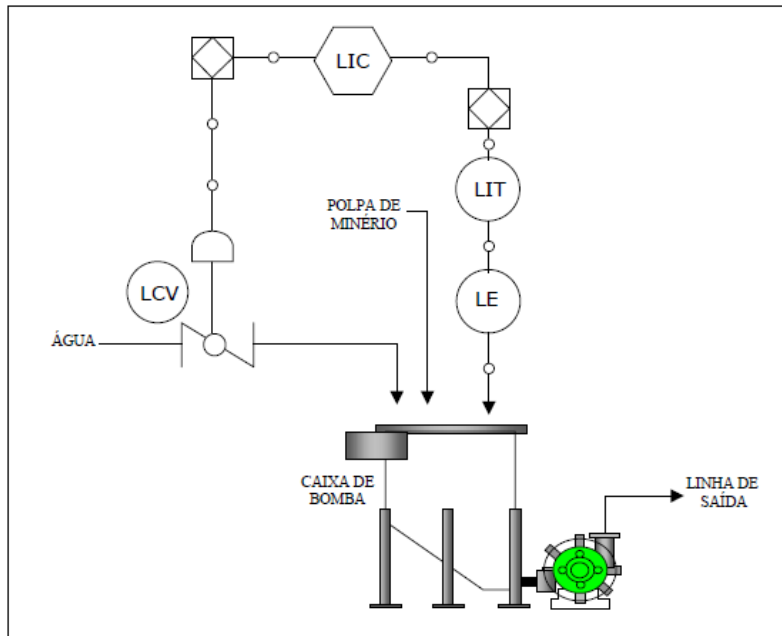 LIC
LIT
POLPA DE
MINÉRIO
LCV
LE
ÁGUA
CAIXA DE
BOMBA
LINHA DE
SAÍDA